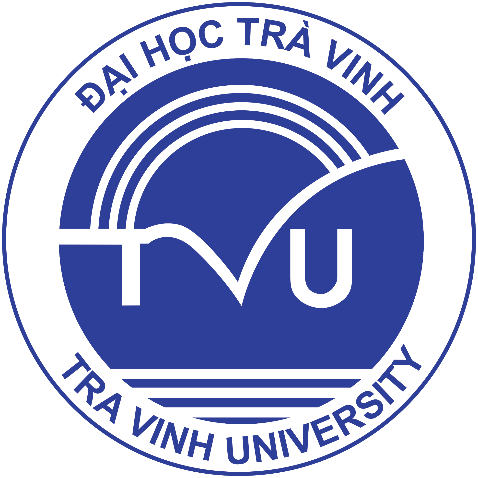 ĐẠI HỌC TRÀ VINH
TVU
TRA VINH UNIVERSITY